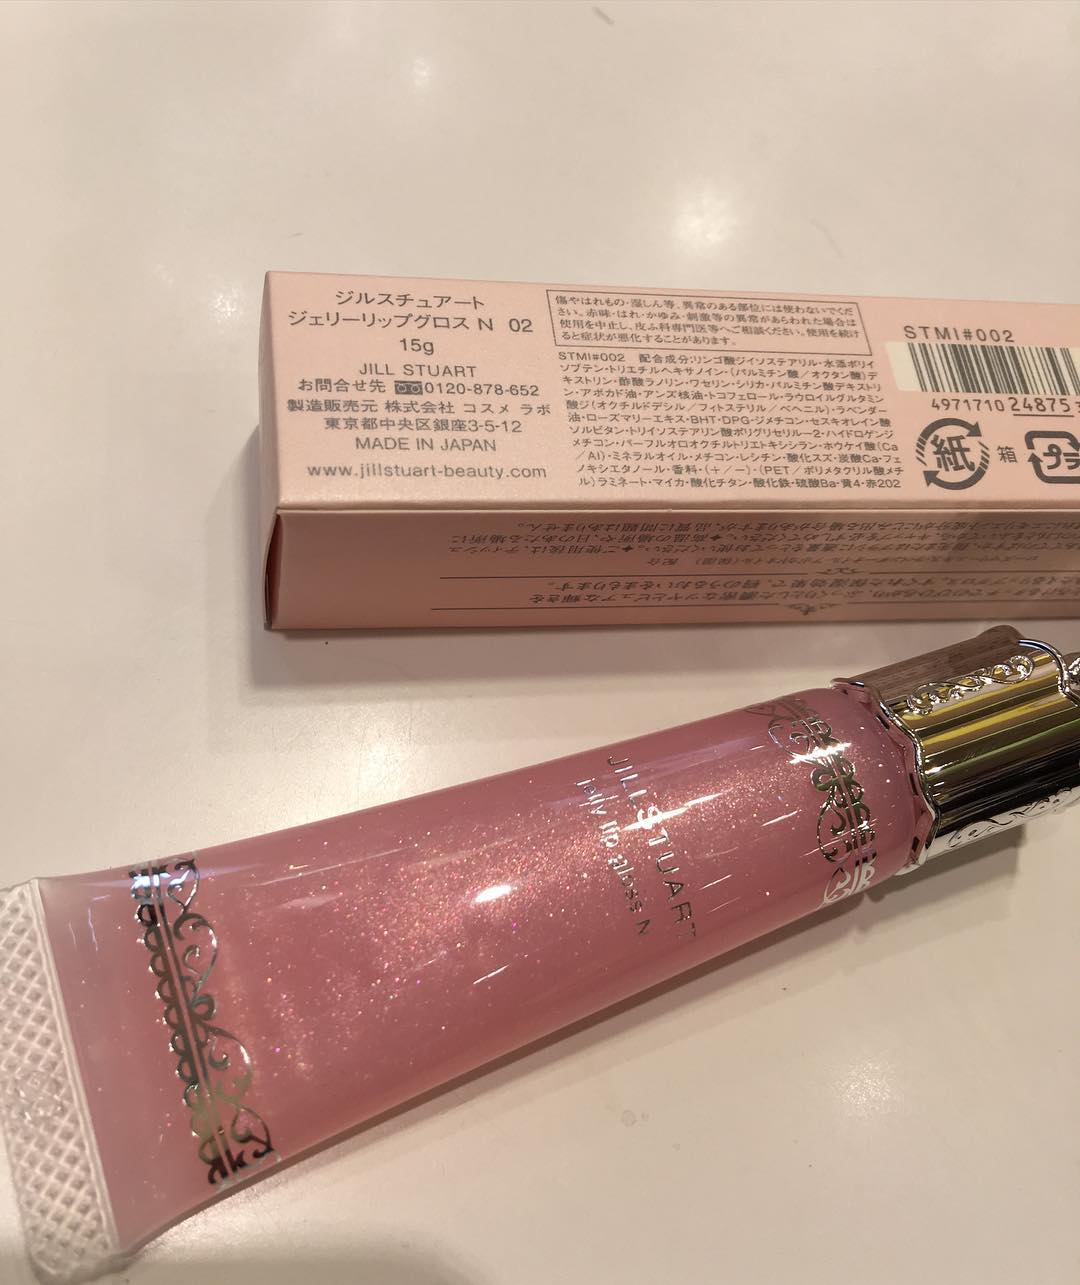 ジルスチュアート
ジェリーリップグロス N 02
15g
JILL STUART
お問合せ先 0120-878-652
製造販売元 株式会社 コスメ ラボ
東京都中央区銀座3-5-12
MADE IN JAPAN
www.jillstuart-beauty.com
傷やはれもの・湿しん等、異常のある部位には使わないでくだ
さい。赤味・はれ・かゆみ・刺激等の異常があらわれた場合は
使用を中止し、皮ふ科専門医等へご相談ください。使用を続け
ると症状が悪化することがあります。
STMI#002 配合成分:リンゴ酸ジイソステアリル・水添ポリイ
ソブテン・トリエチルヘキサノイン・(パルミチン酸/オクタン酸)デ
キストリン・酢酸ラノリン・ワセリン・シリカ・パルミチン酸デキストリ
ン・アボカド油・アンズ核油・トコフェロール・ラウロイルグルタミン
酸ジ(オクチルドデシル/フィトステリル/ベヘニル)・ラベンダー
油・ローズマリーエキス・BHT・DPG・ジメチコン・セスキオレイン酸
ソルビタン・トリイソステアリン酸ポリグリセリル-2・ハイドロゲンジ
メチコン・パーフルオロオクチルトリエトキシラン・ホウケイ酸(Ca
/Al)・ミネラルオイル・メチコン・レシチン・酸化スズ・炭酸Ca・フェ
ノキシエタノール・香料・(+/-)・(PET/ポリメタクリル酸メチ
ル)ラミネート・マイカ・酸化チタン・酸化鉄・硫酸Ba・黄4・赤202
STMI#002
4971710 24875
紙 箱
プラ
JILL STUART
jelly lip gloss N